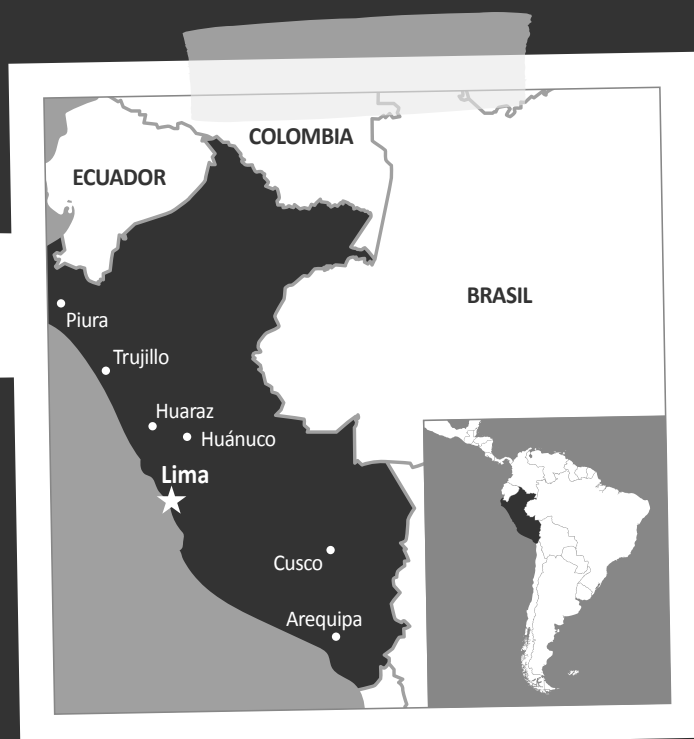 COLOMBIA
ECUADOR
BRASIL
Piura
Trujillo
Huaraz
Huánuco
Lima
Cusco
Arequipa